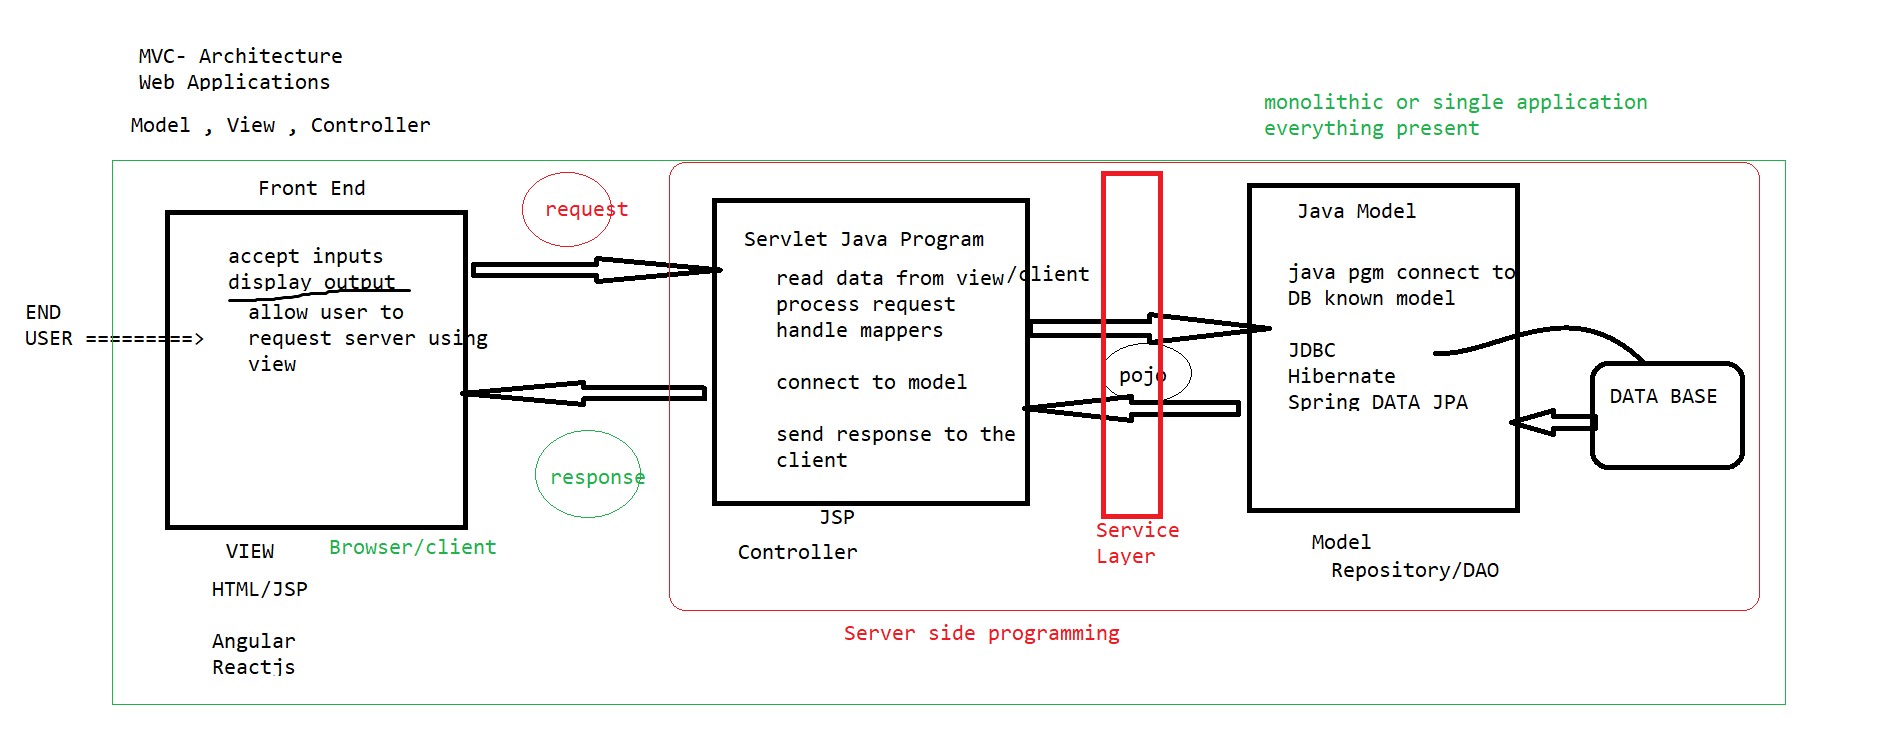 MVC- Architecture
Web Applications
Model , View , Controller
monolithic or single application
everything present
Front End
accept inputs
display output
allow user to
request server using
view
END
USER =========>
VIEW
Browser/client
HTML/JSP
Angular
Reactjs
request
response
Servlet Java Program
read data from view/client
process request
handle mappers
connect to model
send response to the
client
JSP
Controller
pojo
Service
Layer
Java Model
java pgm connect to
DB known model
JDBC
Hibernate
Spring DATA JPA
Model
Repository/DAO
DATA BASE
Server side programming